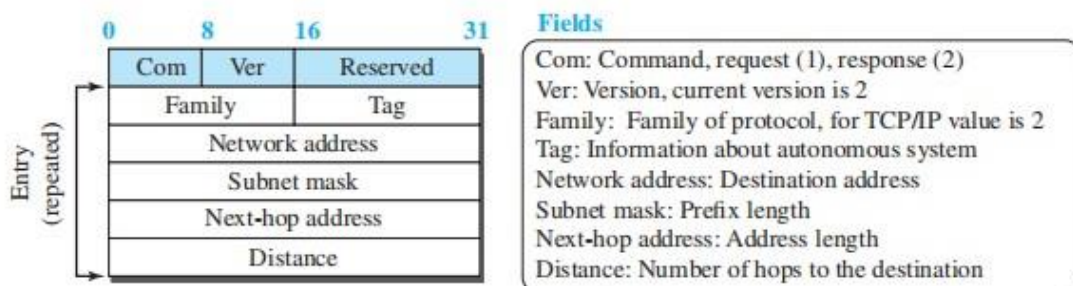 0 8 16 31
Com Ver Reserved
Family Tag
Network address
Subnet mask
Next-hop address
Distance
Entry
(repeated)
Fields
Com: Command, request (1), response (2)
Ver: Version, current version is 2
Family: Family of protocol, for TCP/IP value is 2
Tag: Information about autonomous system
Network address: Destination address
Subnet mask: Prefix length
Next-hop address: Address length
Distance: Number of hops to the destination